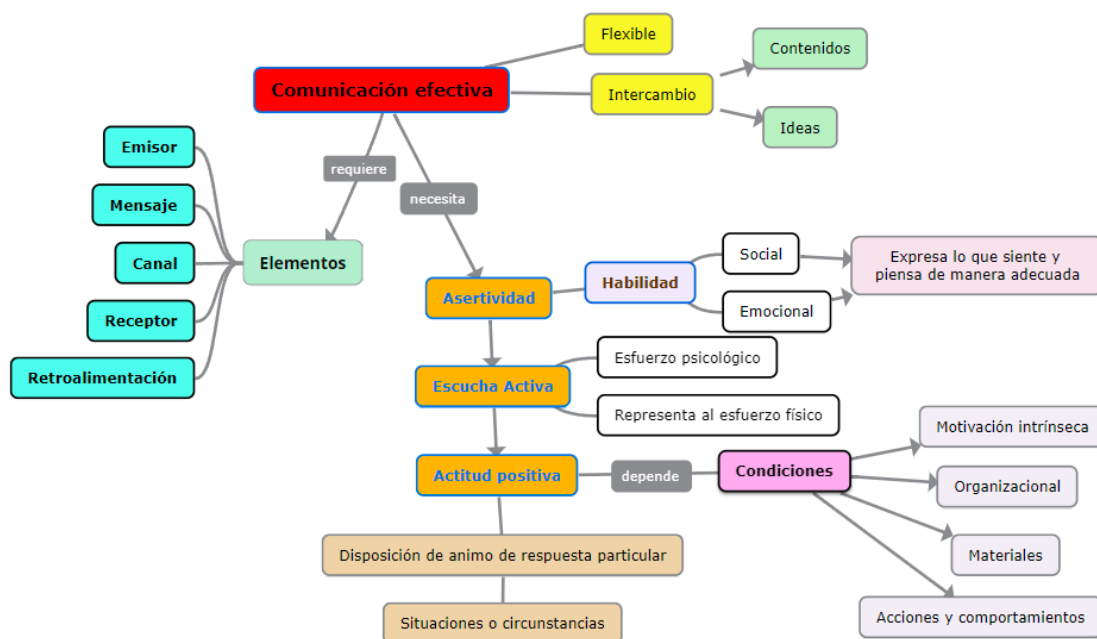 Flexible
Contenidos
Comunicación efectiva
Intercambio
Ideas
Emisor
requiere
Mensaje
necesita
Canal
Elementos
Social
Expresa lo que siente y
piensa de manera adecuada
Habilidad
Asertividad
Emocional
Receptor
Retroalimentación
Esfuerzo psicológico
Escucha Activa
Representa al esfuerzo físico
Motivación intrínseca
Actitud positiva
depende
Condiciones
Organizacional
Disposición de animo de respuesta particular
Materiales
Situaciones o circunstancias
Acciones y comportamientos